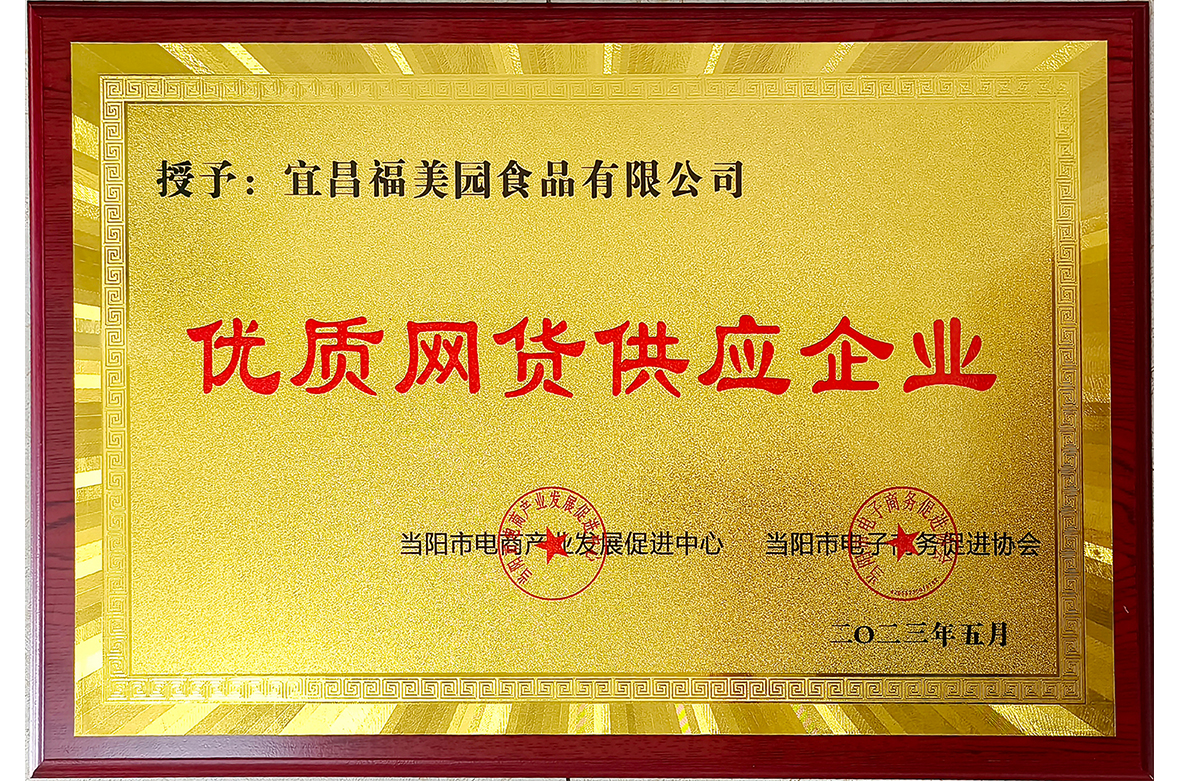 授予：宜昌福美园食品有限公司
优质网货供应企业
当阳市电商产业发展促进中心 当阳市电子商务促进协会
二〇二三年五月